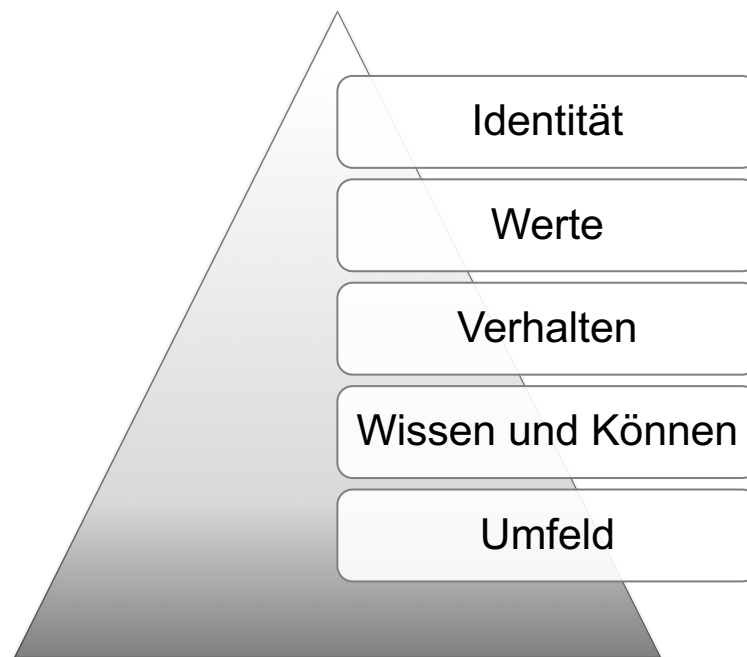 Identität
Werte
Verhalten
Wissen und Können
Umfeld